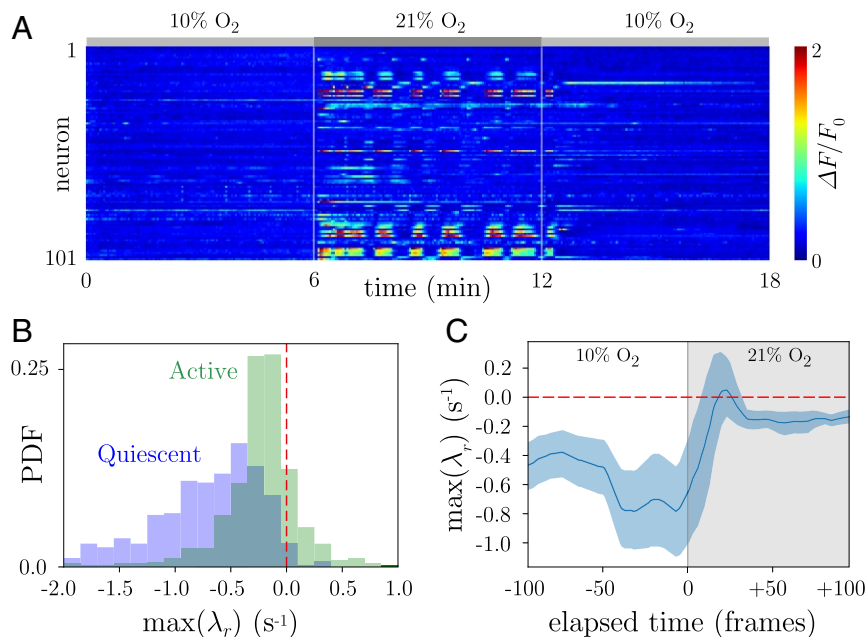 A
10% O₂ 21% O₂ 10% O₂
1
neuron
101
0 6 12 18
time (min)
2
ΔF/F₀
0
B
0.25
PDF
0.0
Active
Quiescent
-2.0 -1.5 -1.0 -0.5 0.0 0.5 1.0
max(λᵣ) (s⁻¹)
C
10% O₂ 21% O₂
0.2
0.0
-0.2
-0.4
-0.6
-0.8
-1.0
max(λᵣ) (s⁻¹)
-100 -50 0 +50 +100
elapsed time (frames)